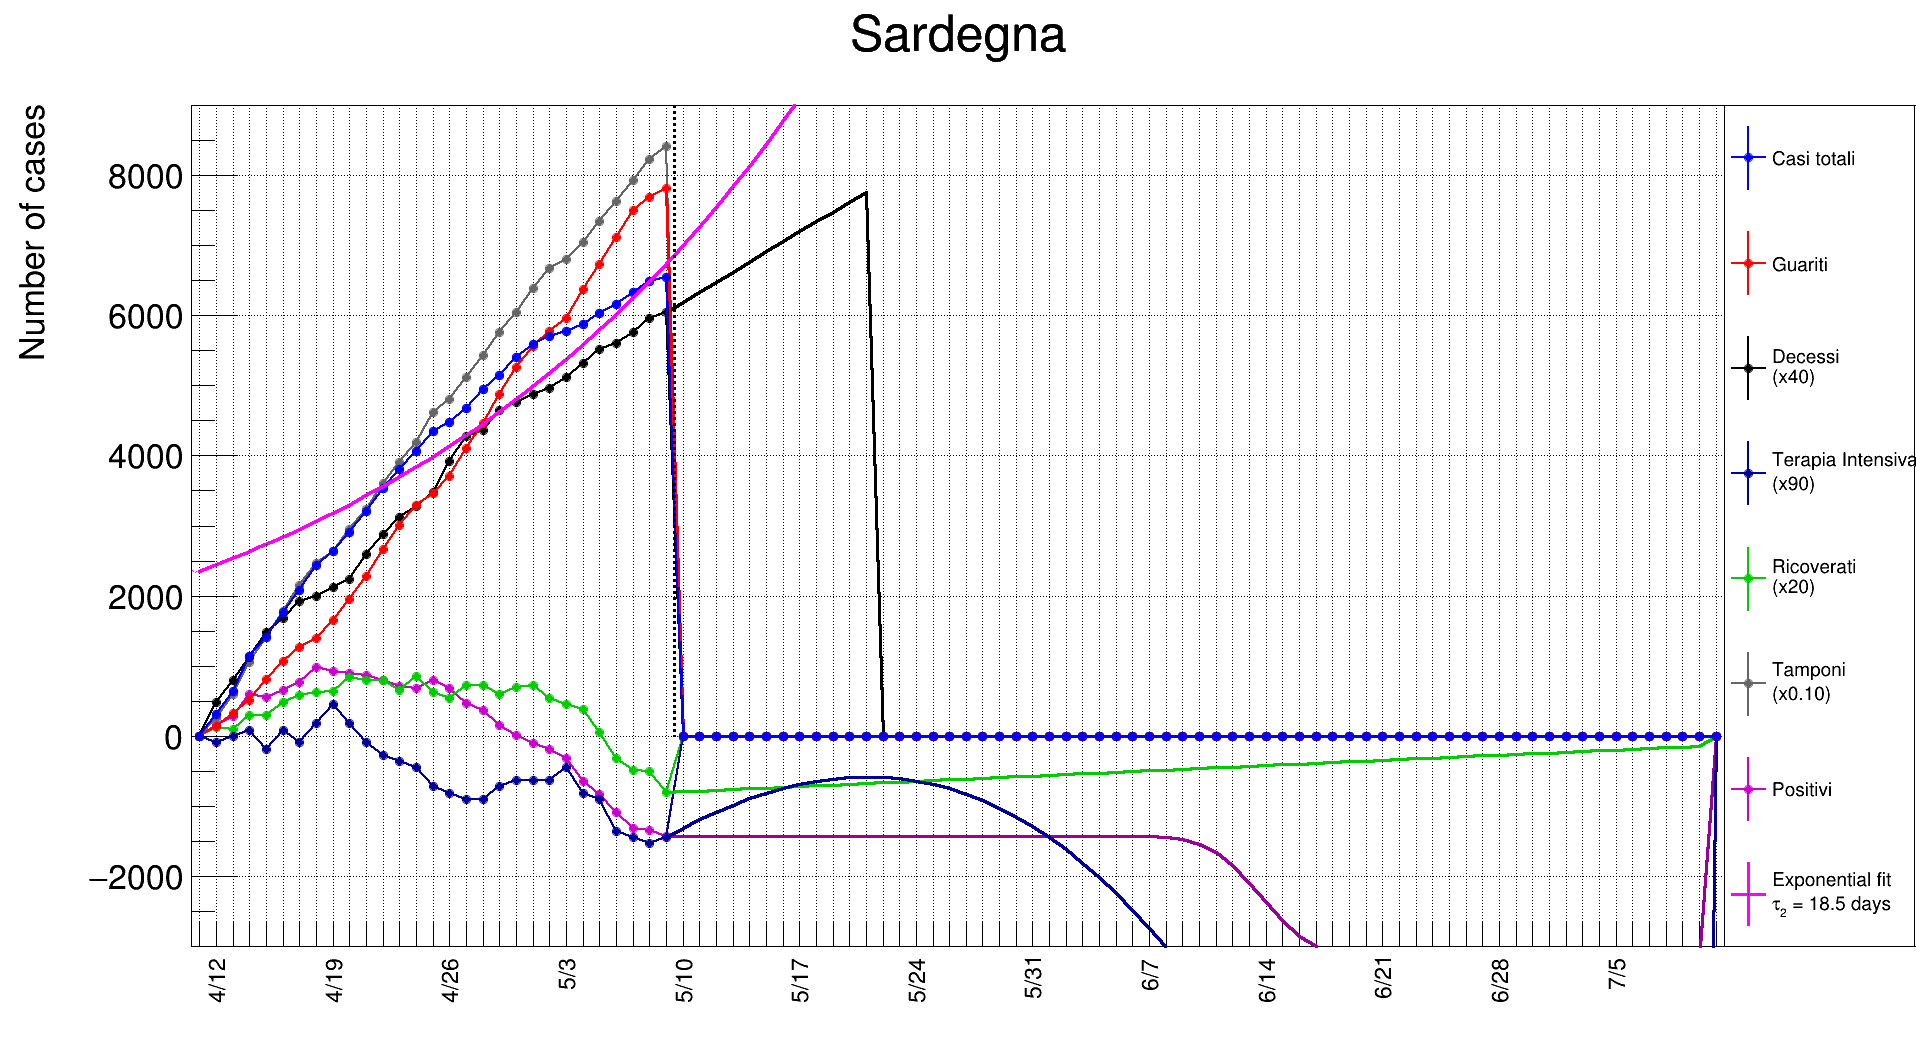 Sardegna
Number of cases
8000
6000
4000
2000
0
−2000
4/12
4/19
4/26
5/3
5/10
5/17
5/24
5/31
6/7
6/14
6/21
6/28
7/5
Casi totali
Guariti
Decessi
(x40)
Terapia Intensiva
(x90)
Ricoverati
(x20)
Tamponi
(x0.10)
Positivi
Exponential fit
τ2 = 18.5 days